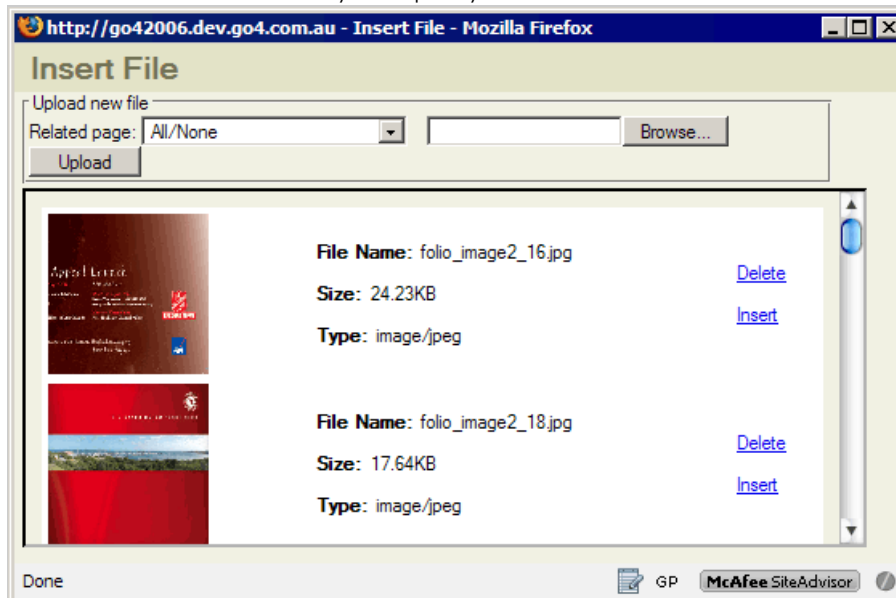 http://go42006.dev.go4.com.au - Insert File - Mozilla Firefox
Insert File
Upload new file
Related page: All/None Browse...
Upload
File Name: folio_image2_16.jpg
Delete
Size: 24.23KB
Insert
Type: image/jpeg
File Name: folio_image2_18.jpg
Delete
Size: 17.64KB
Insert
Type: image/jpeg
Done GP McAfee SiteAdvisor